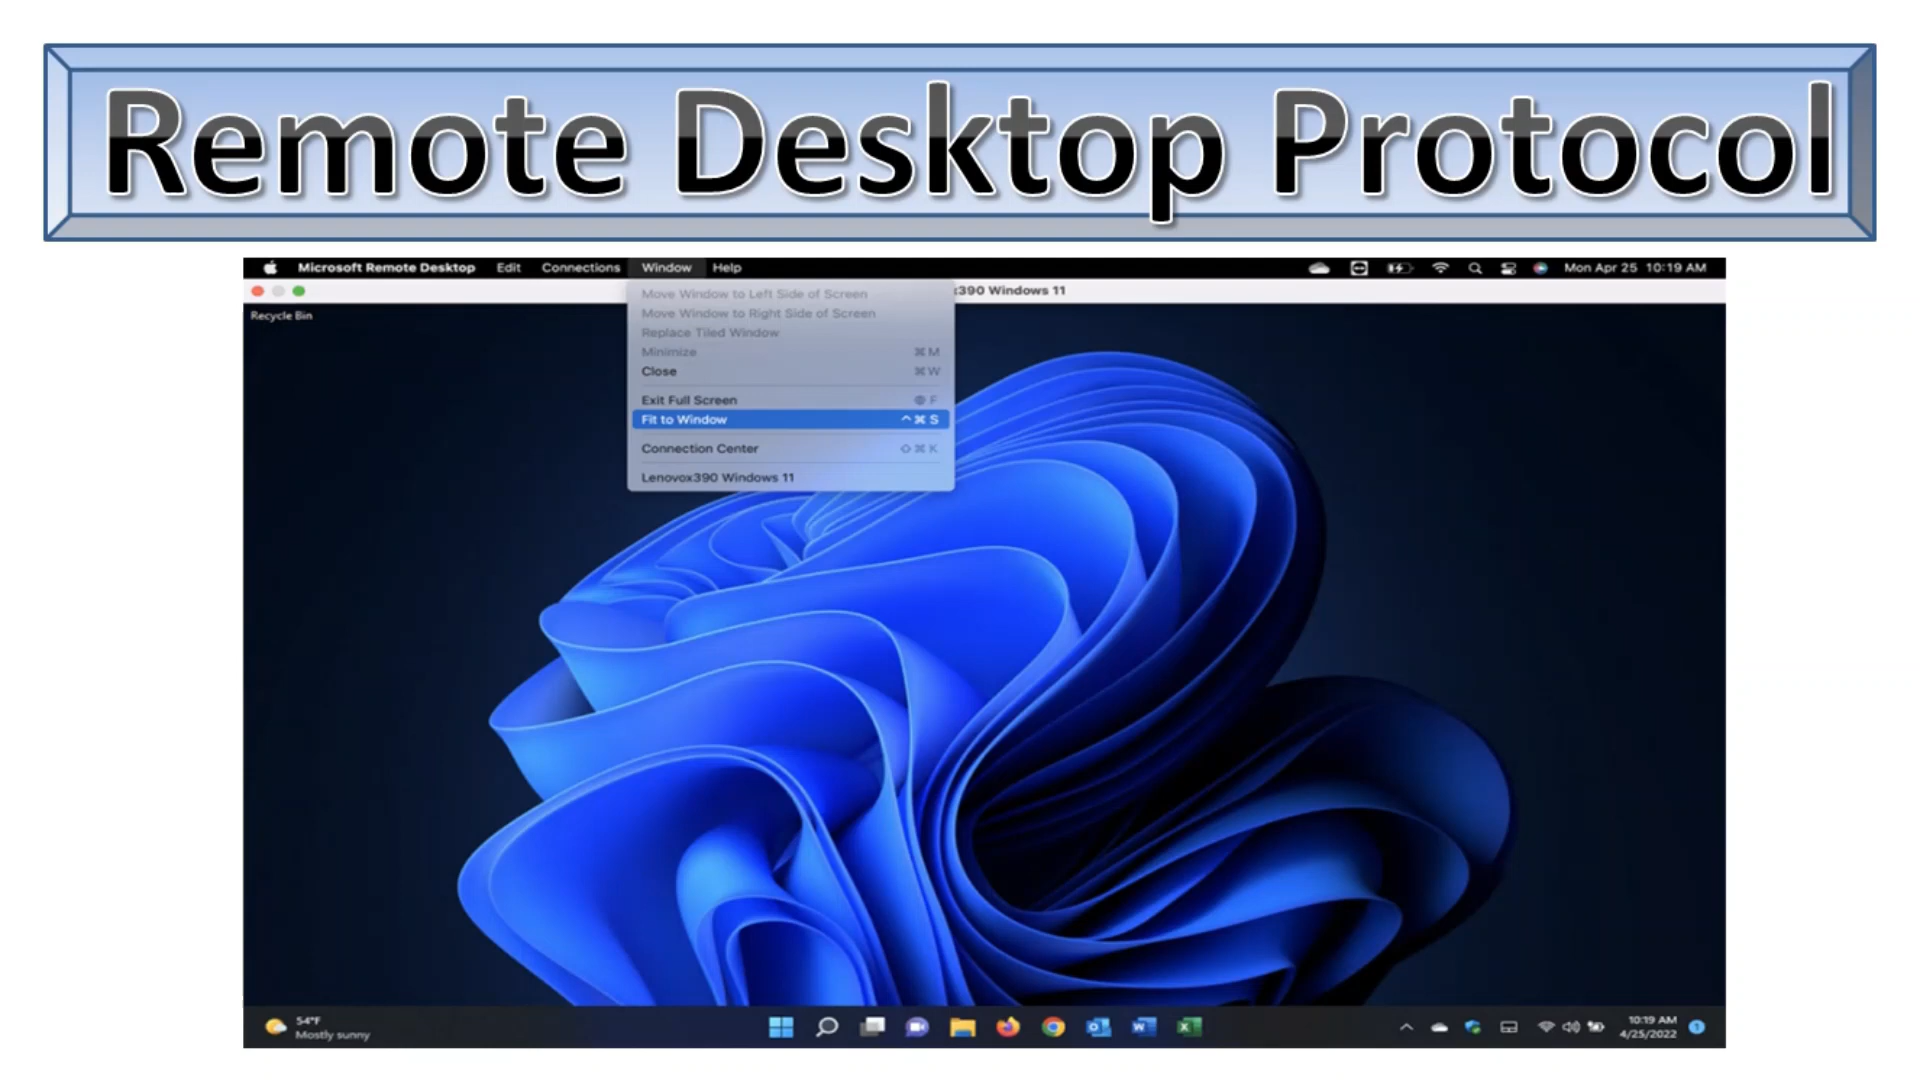 Remote Desktop Protocol
Microsoft Remote Desktop Edit Connections Window Help Mon Apr 25 10:19 AM
x390 Windows 11
Recycle Bin
Move Window to Left Side of Screen
Move Window to Right Side of Screen
Replace Tiled Window
Minimize ⌘ M
Close ⌘ W
Exit Full Screen F
Fit to Window ^ ⌘ S
Connection Center ⇧ ⌘ K
Lenovox390 Windows 11
54°F
Mostly sunny
10:19 AM
4/25/2022